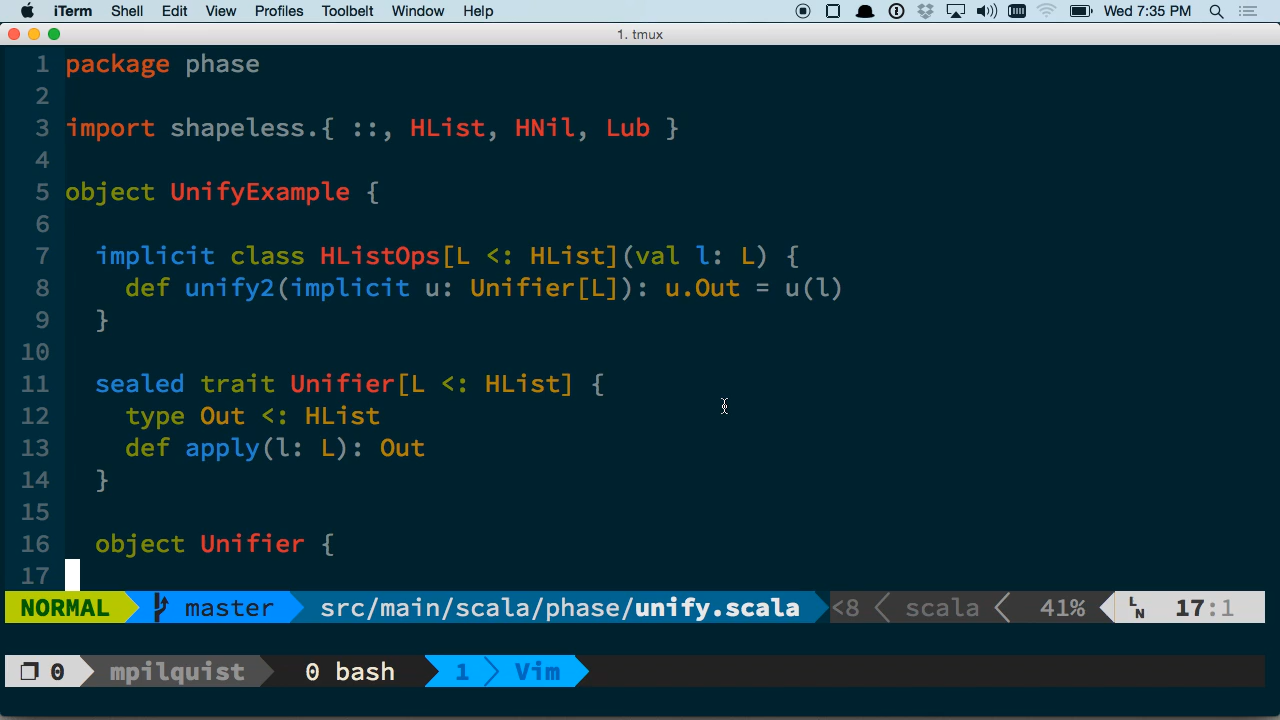 iTerm Shell Edit View Profiles Toolbelt Window Help Wed 7:35 PM
1. tmux
1 package phase
2
3 import shapeless.{ ::, HList, HNil, Lub }
4
5 object UnifyExample {
6
7 implicit class HListOps[L <: HList](val l: L) {
8 def unify2(implicit u: Unifier[L]): u.Out = u(l)
9 }
10
11 sealed trait Unifier[L <: HList] {
12 type Out <: HList
13 def apply(l: L): Out
14 }
15
16 object Unifier {
17
NORMAL master src/main/scala/phase/unify.scala <8 scala 41% LN 17:1
0 mpilquist 0 bash 1 Vim